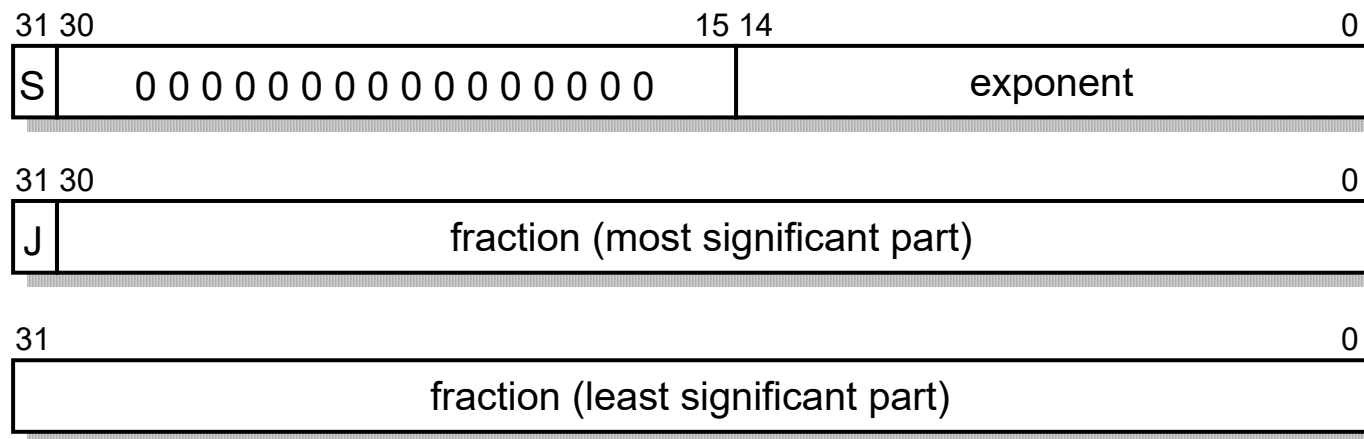 31 30 15 14 0
S 0 0 0 0 0 0 0 0 0 0 0 0 0 0 0 0 exponent
31 30 0
J fraction (most significant part)
31 0
fraction (least significant part)